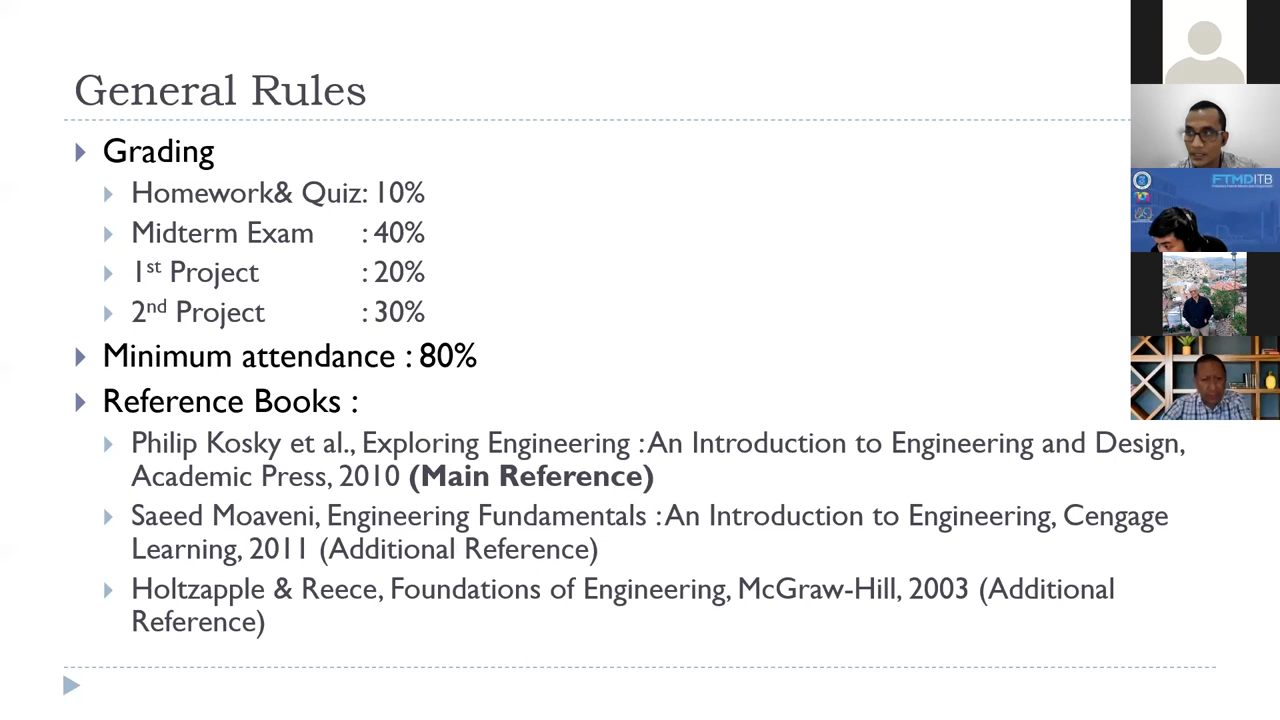 General Rules
Grading
Homework& Quiz: 10%
Midterm Exam : 40%
1st Project : 20%
2nd Project : 30%
Minimum attendance : 80%
Reference Books :
Philip Kosky et al., Exploring Engineering : An Introduction to Engineering and Design,
Academic Press, 2010 (Main Reference)
Saeed Moaveni, Engineering Fundamentals : An Introduction to Engineering, Cengage
Learning, 2011 (Additional Reference)
Holtzapple & Reece, Foundations of Engineering, McGraw-Hill, 2003 (Additional
Reference)
FTMDITB